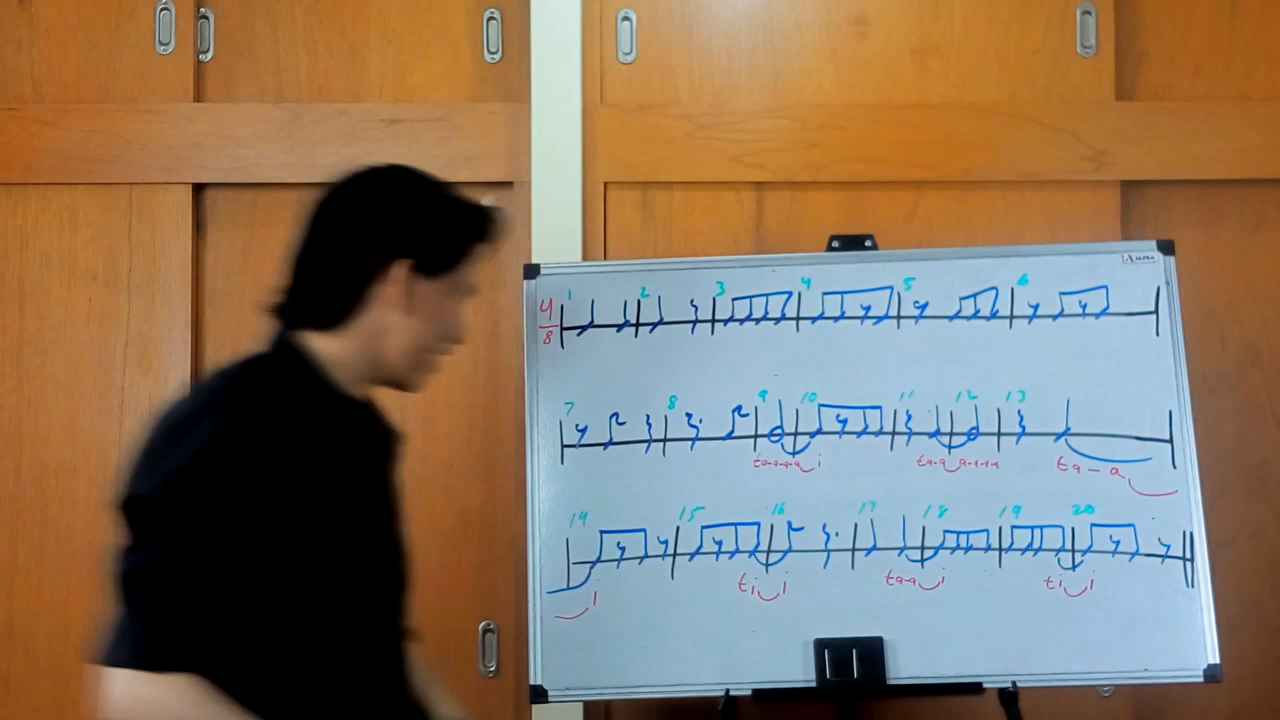 ALPHA
1 2 3 4 5 6
4
8
7 8 9 10 11 12 13
ta-a-a-a i ta-a a-a-a-a ta-a
14 15 16 17 18 19 20
i ti i ta-a i ti i